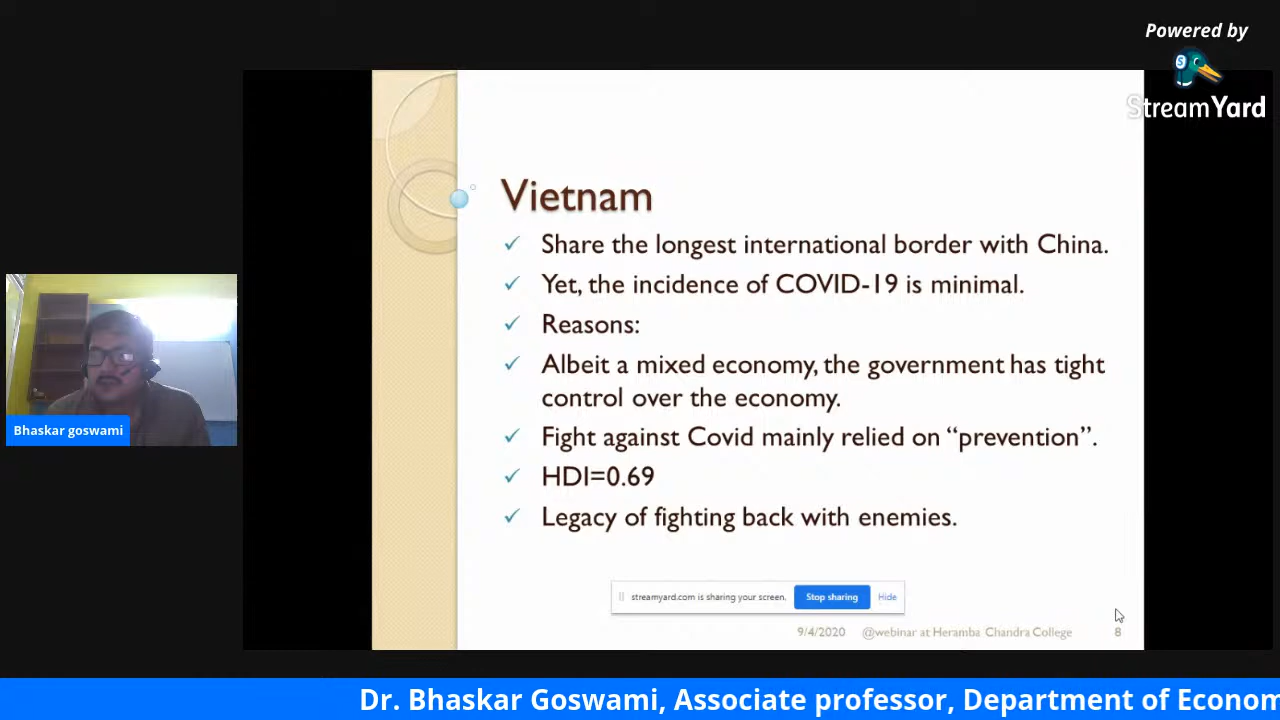 Powered by
StreamYard
Vietnam
✓ Share the longest international border with China.
✓ Yet, the incidence of COVID-19 is minimal.
✓ Reasons:
✓ Albeit a mixed economy, the government has tight
control over the economy.
✓ Fight against Covid mainly relied on “prevention”.
✓ HDI=0.69
✓ Legacy of fighting back with enemies.
Bhaskar goswami
streamyard.com is sharing your screen. Stop sharing Hide
9/4/2020 @webinar at Heramba Chandra College 8
Dr. Bhaskar Goswami, Associate professor, Department of Econom